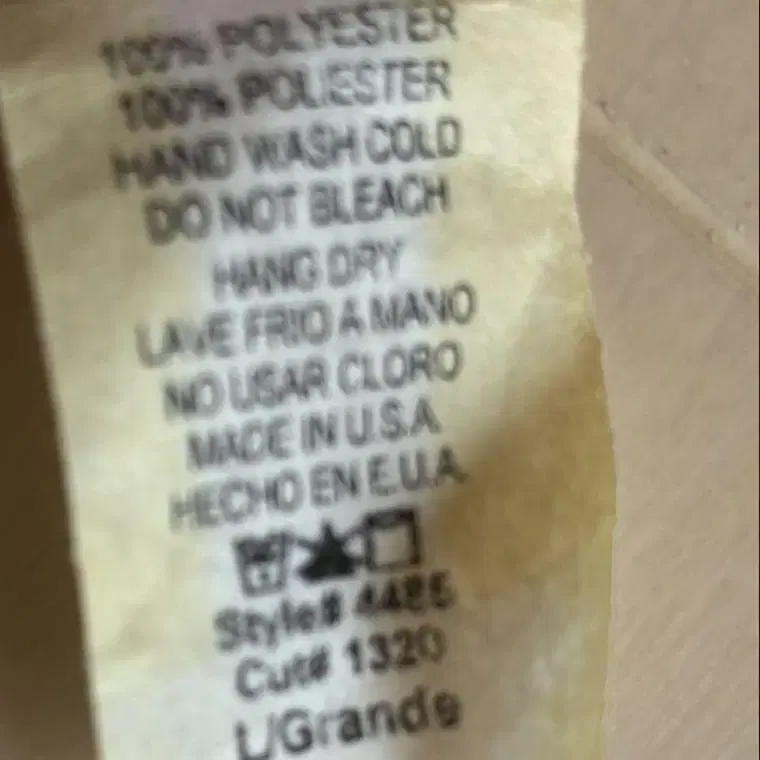 100% POLYESTER
100% POLIESTER
HAND WASH COLD
DO NOT BLEACH
HANG DRY
LAVE FRIO A MANO
NO USAR CLORO
MADE IN U.S.A.
HECHO EN E.U.A.
Style#
Cut# 1320
L/Grande